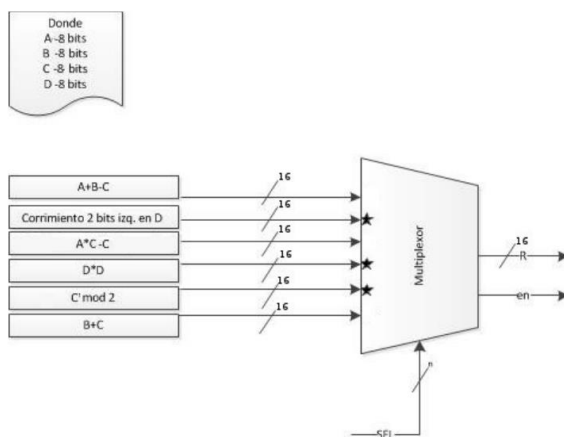 Donde
A -8 bits
B -8 bits
C -8 bits
D -8 bits
A+B-C
16
Corrimiento 2 bits izq. en D
16
A*C-C
16
D*D
16
C' mod 2
16
B+C
16
Multiplexor
16
R
en
n
SEL